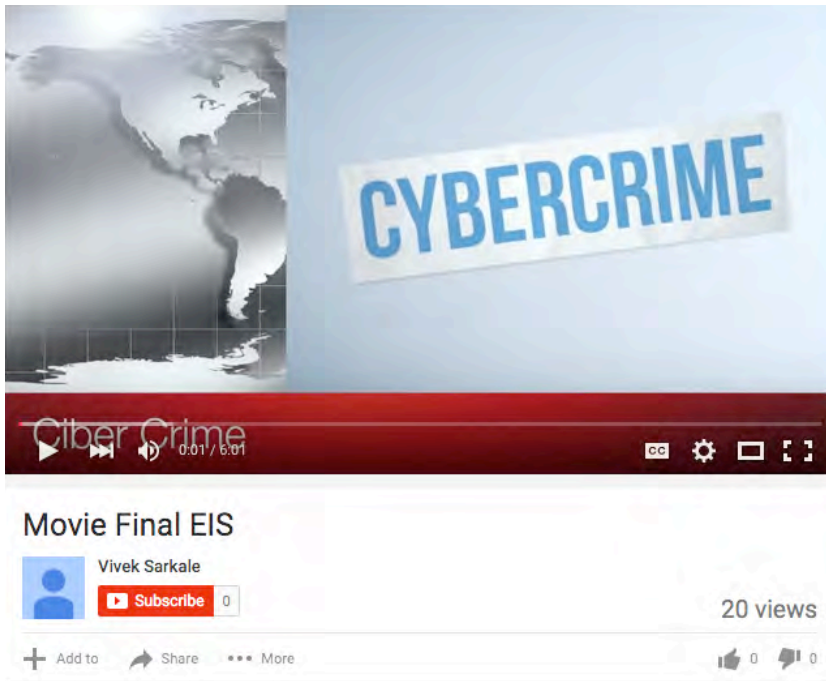 CYBERCRIME
Ciber Crime
0:01 / 6:01
CC
Movie Final EIS
Vivek Sarkale
Subscribe 0
20 views
Add to Share More 0 0